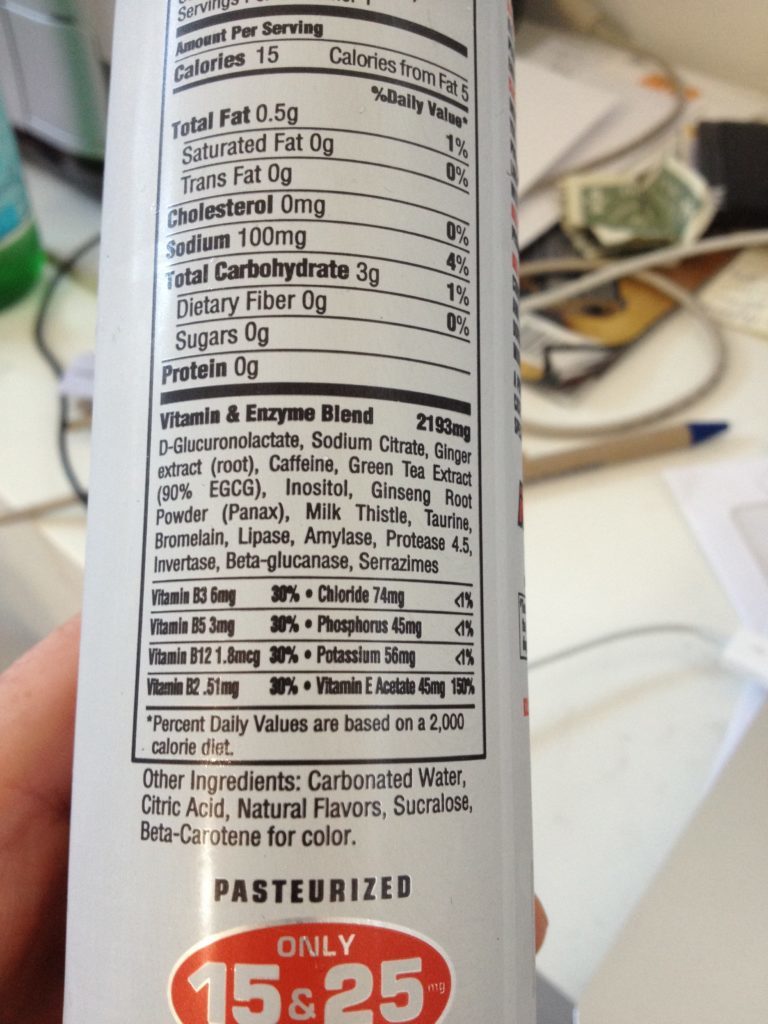 Servings
Amount Per Serving
Calories 15 Calories from Fat 5
%Daily Value*
Total Fat 0.5g 1%
Saturated Fat 0g 0%
Trans Fat 0g
Cholesterol 0mg 0%
Sodium 100mg 4%
Total Carbohydrate 3g 1%
Dietary Fiber 0g 0%
Sugars 0g
Protein 0g
Vitamin & Enzyme Blend 2193mg
D-Glucuronolactate, Sodium Citrate, Ginger
extract (root), Caffeine, Green Tea Extract
(90% EGCG), Inositol, Ginseng Root
Powder (Panax), Milk Thistle, Taurine,
Bromelain, Lipase, Amylase, Protease 4.5,
Invertase, Beta-glucanase, Serrazimes
Vitamin B3 6mg 30% • Chloride 74mg <1%
Vitamin B5 3mg 30% • Phosphorus 45mg <1%
Vitamin B12 1.8mcg 30% • Potassium 56mg <1%
Vitamin B2 .51mg 30% • Vitamin E Acetate 45mg 150%
*Percent Daily Values are based on a 2,000
calorie diet.
Other Ingredients: Carbonated Water,
Citric Acid, Natural Flavors, Sucralose,
Beta-Carotene for color.
PASTEURIZED
ONLY
15 & 25 mg